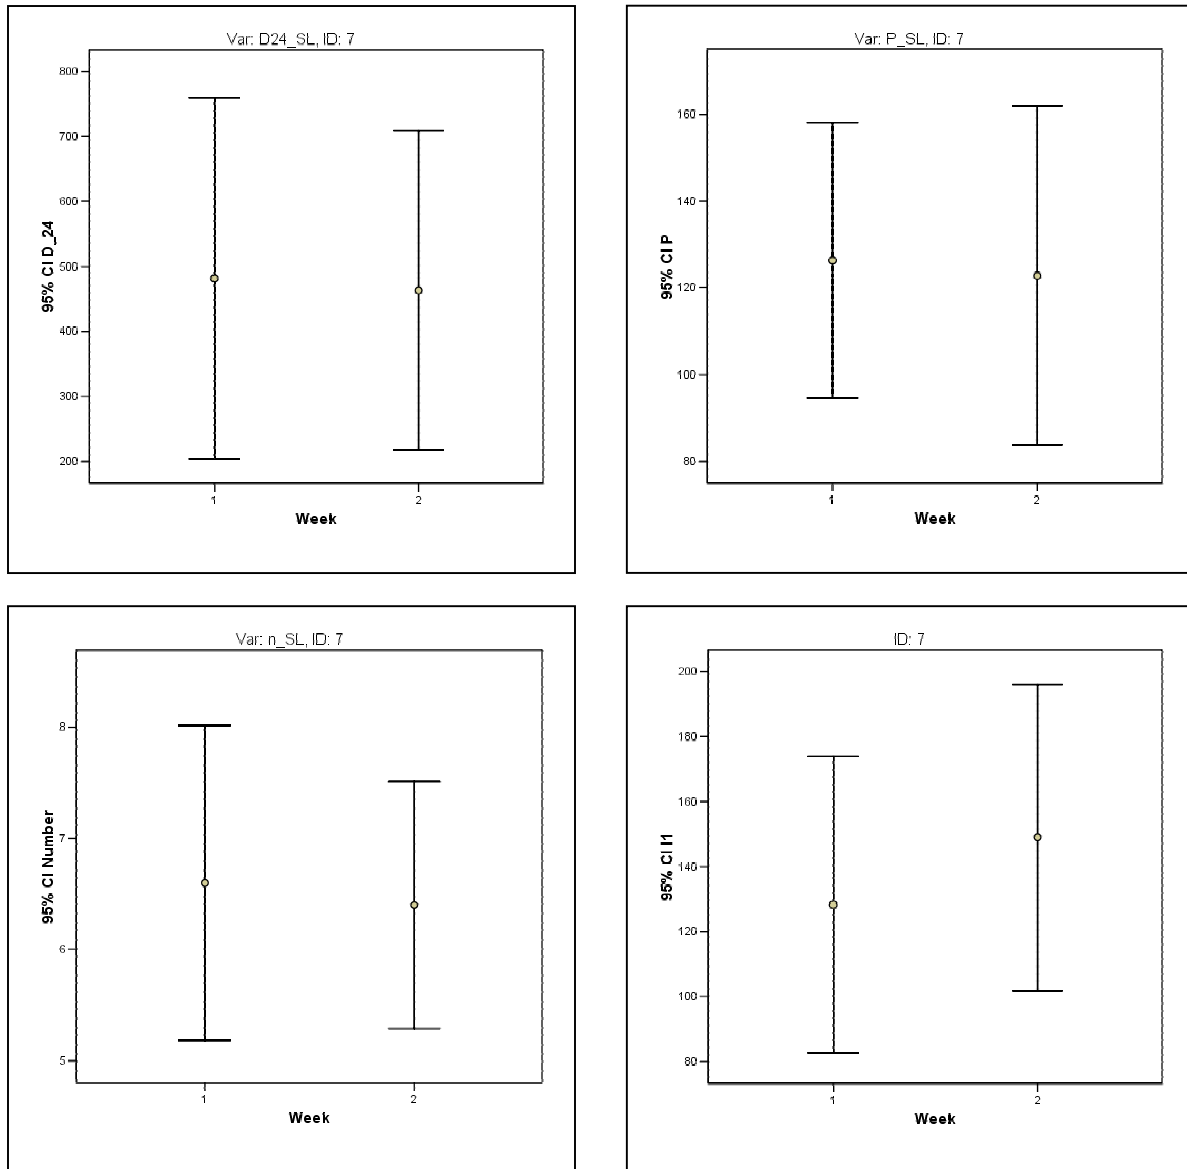 Var: D24_SL, ID: 7
800
700
600
500
400
300
200
95% CI D_24
1 2
Week
Var: P_SL, ID: 7
160
140
120
100
80
95% CI P
1 2
Week
Var: n_SL, ID: 7
8
7
6
5
95% CI Number
1 2
Week
ID: 7
200
180
160
140
120
100
80
95% CI I1
1 2
Week